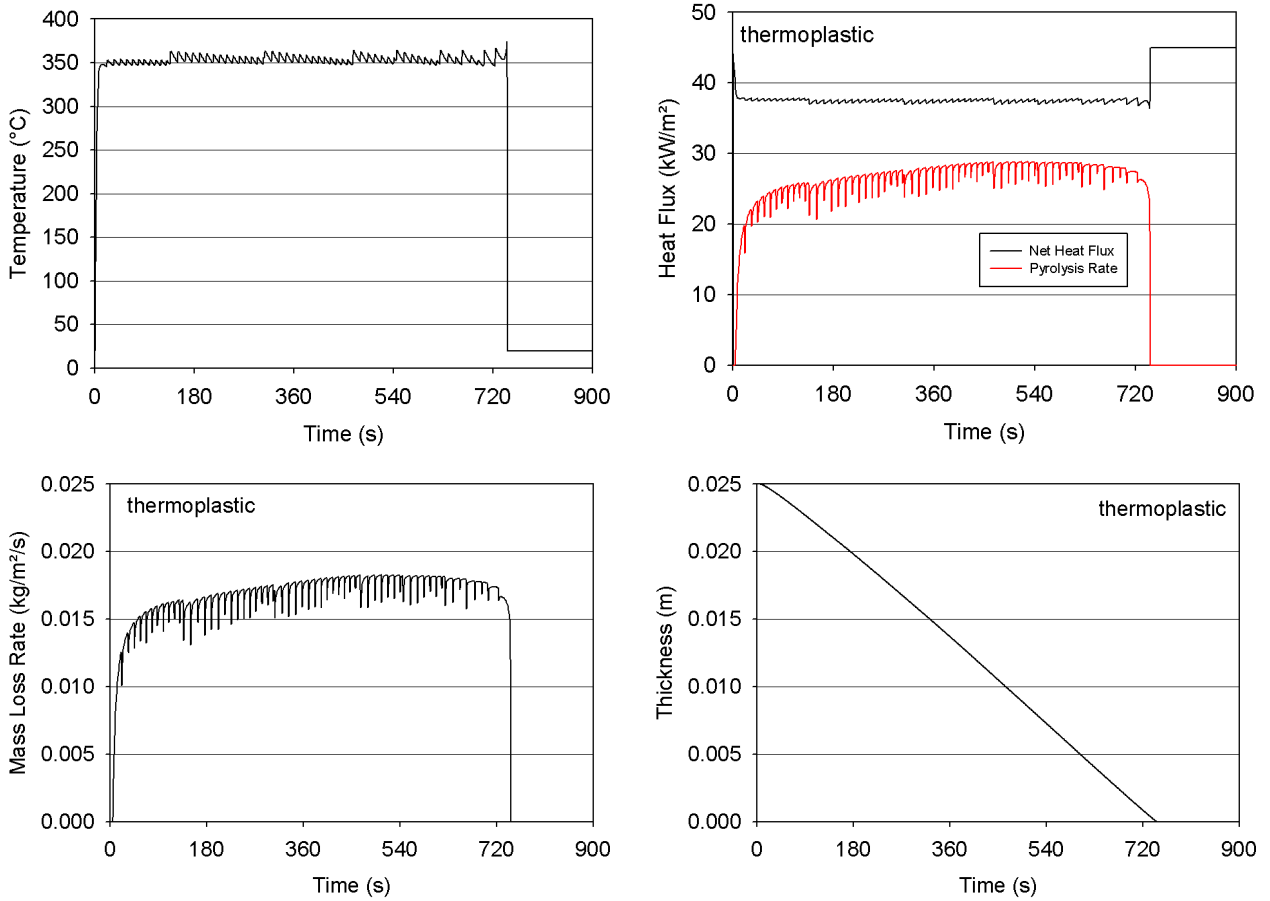 400
350
300
250
200
150
100
50
0
Temperature (°C)
0 180 360 540 720 900
Time (s)
thermoplastic
50
40
30
20
10
0
Heat Flux (kW/m²)
Net Heat Flux
Pyrolysis Rate
0 180 360 540 720 900
Time (s)
thermoplastic
0.025
0.020
0.015
0.010
0.005
0.000
Mass Loss Rate (kg/m²/s)
0 180 360 540 720 900
Time (s)
thermoplastic
0.025
0.020
0.015
0.010
0.005
0.000
Thickness (m)
0 180 360 540 720 900
Time (s)